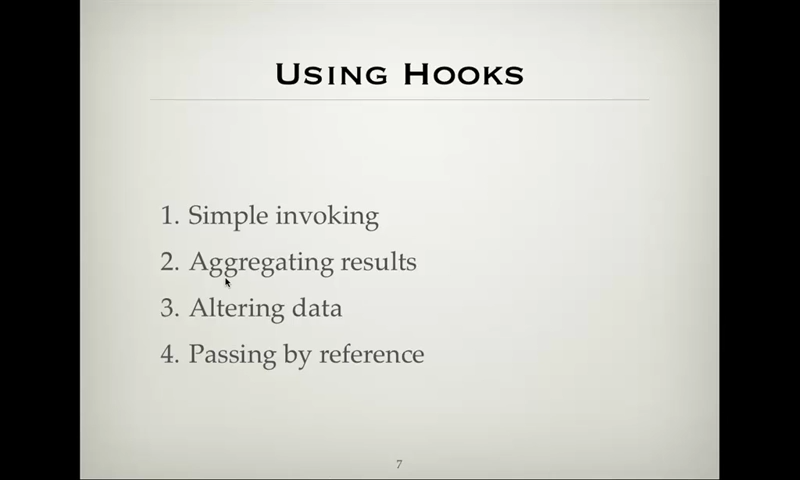 Using Hooks
1. Simple invoking
2. Aggregating results
3. Altering data
4. Passing by reference
7